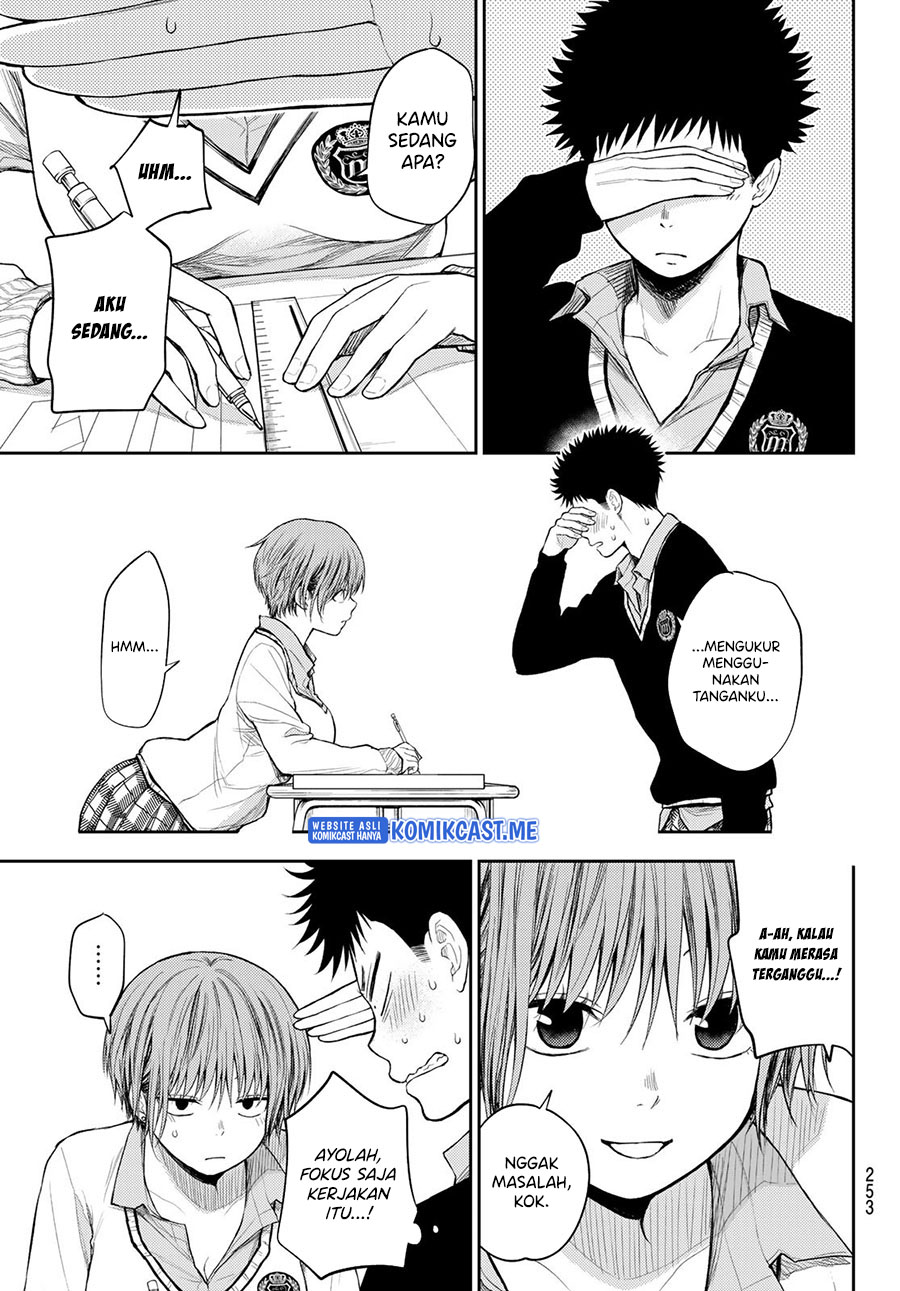 KAMU
SEDANG
APA?
UHM...
AKU
SEDANG...
...MENGUKUR
MENGGU-
NAKAN
TANGANKU...
HMM...
WEBSITE ASLI
KOMIKCAST HANYA
KOMIKCAST.ME
A-AH, KALAU
KAMU MERASA
TERGANGGU...!
NGGAK
MASALAH,
KOK.
AYOLAH,
FOKUS SAJA
KERJAKAN
ITU...!
......
253